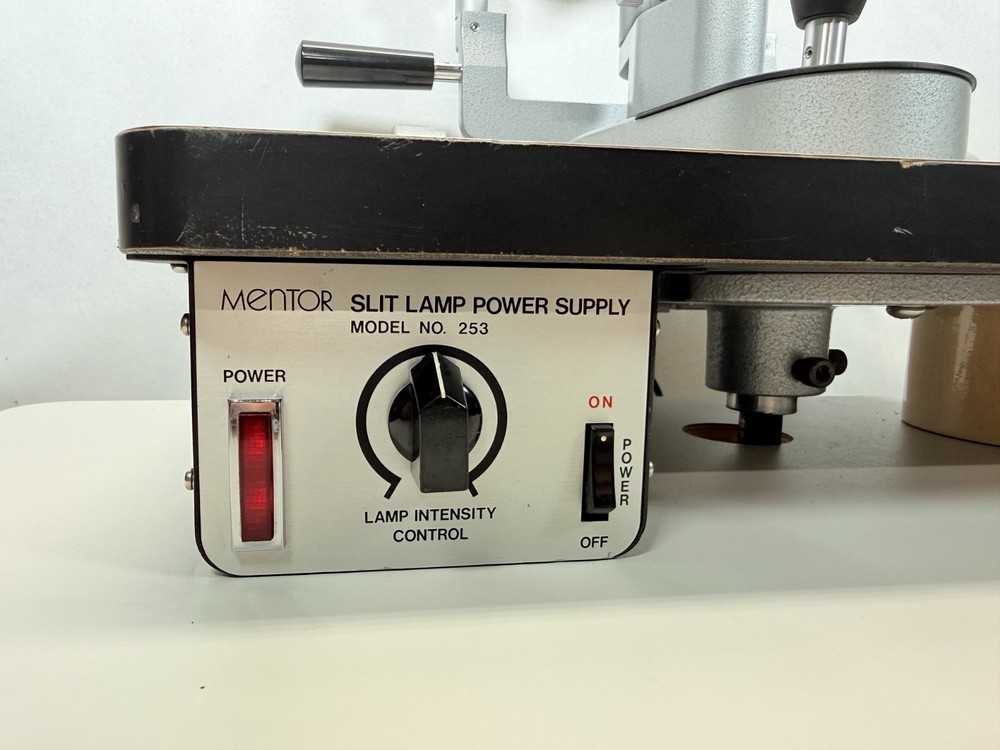 MENTOR SLIT LAMP POWER SUPPLY
MODEL NO. 253
POWER
ON
POWER
LAMP INTENSITY
CONTROL
OFF